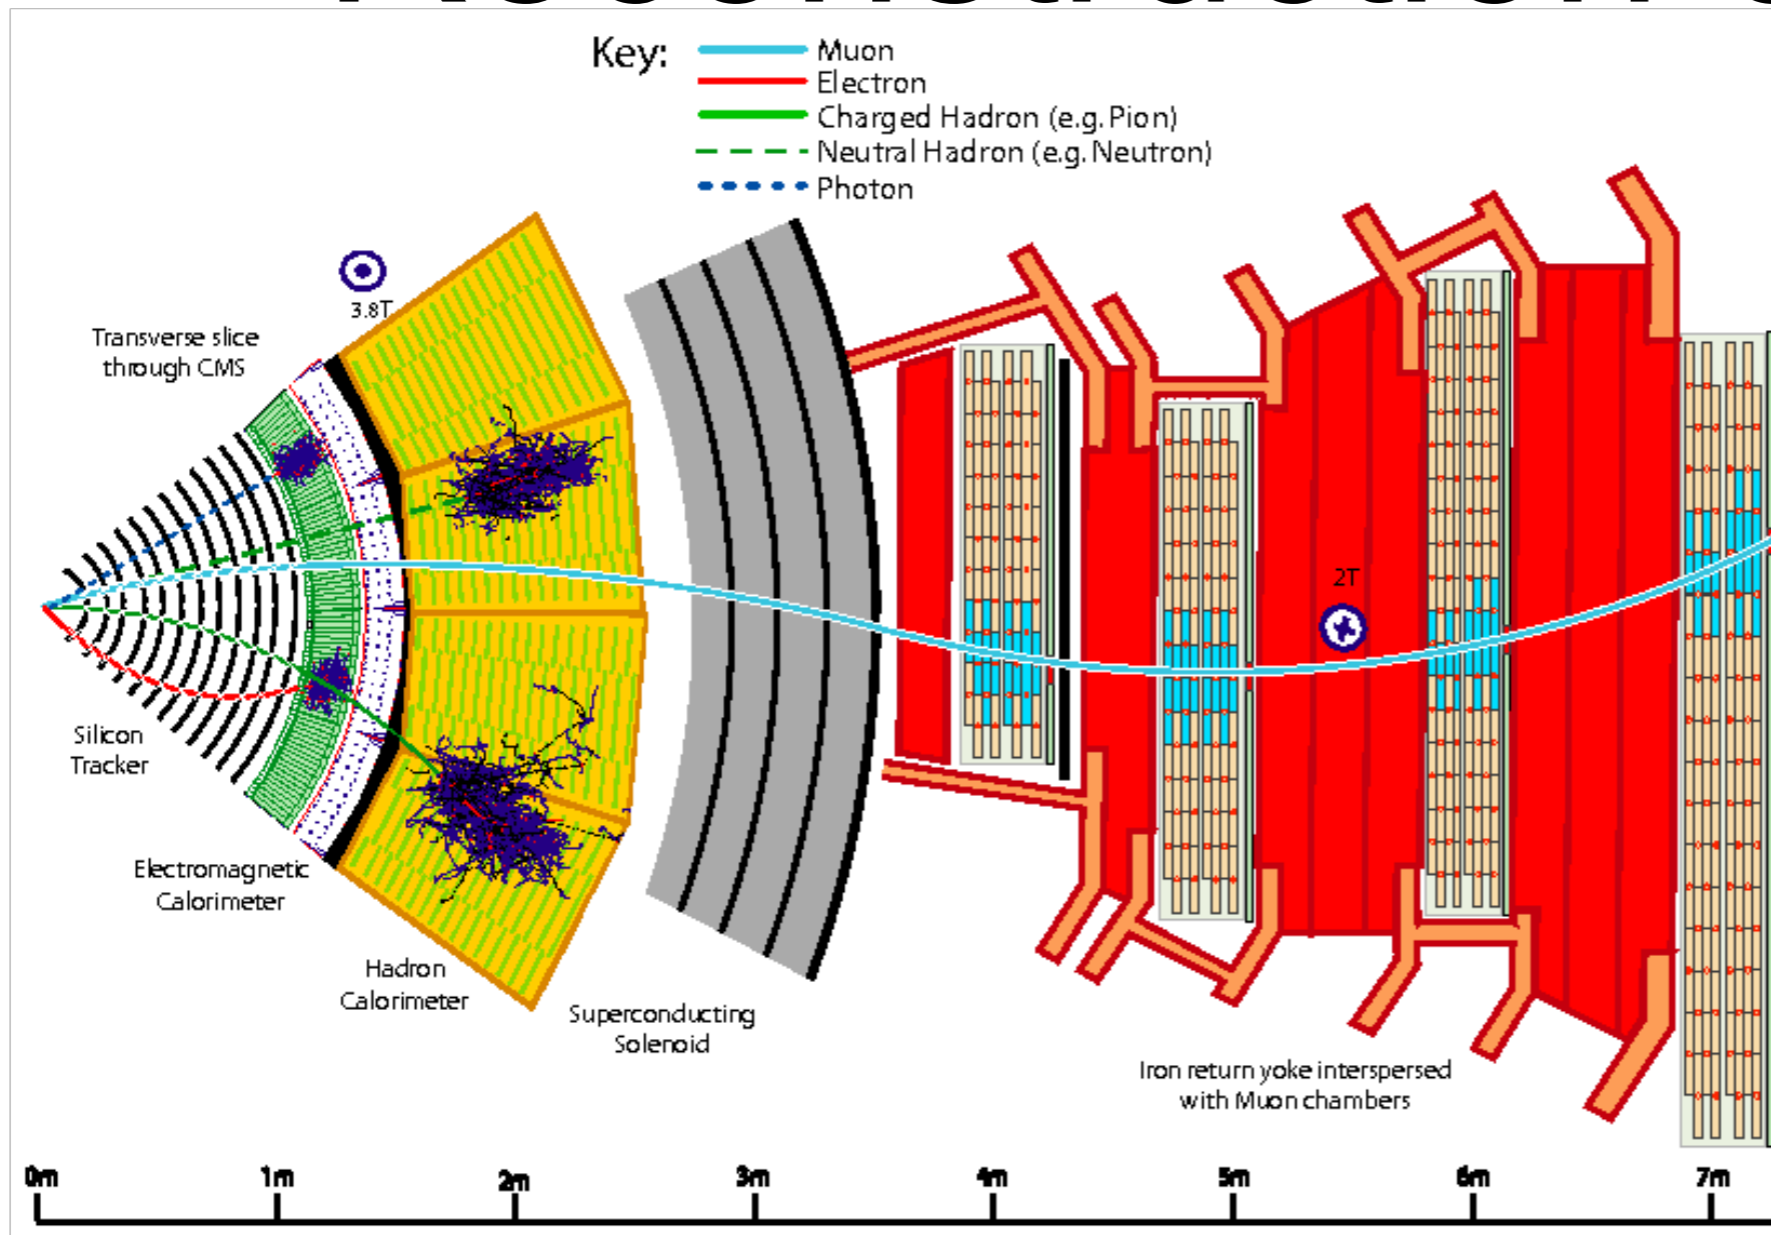 Key:
Muon
Electron
Charged Hadron (e.g. Pion)
Neutral Hadron (e.g. Neutron)
Photon
3.8T
Transverse slice
through CMS
2T
Silicon
Tracker
Electromagnetic
Calorimeter
Hadron
Calorimeter
Superconducting
Solenoid
Iron return yoke interspersed
with Muon chambers
0m 1m 2m 3m 4m 5m 6m 7m